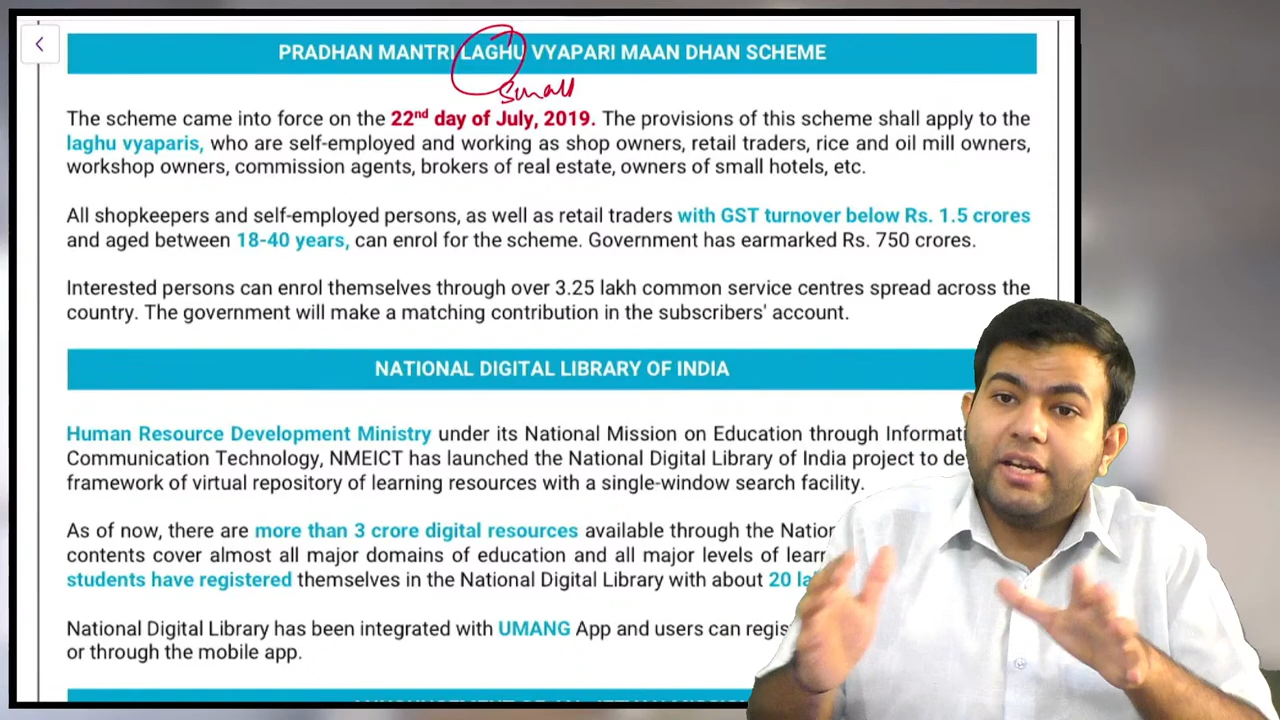 PRADHAN MANTRI LAGHU VYAPARI MAAN DHAN SCHEME
Small
The scheme came into force on the 22nd day of July, 2019. The provisions of this scheme shall apply to the
laghu vyaparis, who are self-employed and working as shop owners, retail traders, rice and oil mill owners,
workshop owners, commission agents, brokers of real estate, owners of small hotels, etc.
All shopkeepers and self-employed persons, as well as retail traders with GST turnover below Rs. 1.5 crores
and aged between 18-40 years, can enrol for the scheme. Government has earmarked Rs. 750 crores.
Interested persons can enrol themselves through over 3.25 lakh common service centres spread across the
country. The government will make a matching contribution in the subscribers' account.
NATIONAL DIGITAL LIBRARY OF INDIA
Human Resource Development Ministry under its National Mission on Education through
Communication Technology, NMEICT has launched the National Digital Library of India project to
framework of virtual repository of learning resources with a single-window search facility.
As of now, there are more than 3 crore digital resources available through the
contents cover almost all major domains of education and all major levels of
students have registered themselves in the National Digital Library with about 20
National Digital Library has been integrated with UMANG App and users can
or through the mobile app.